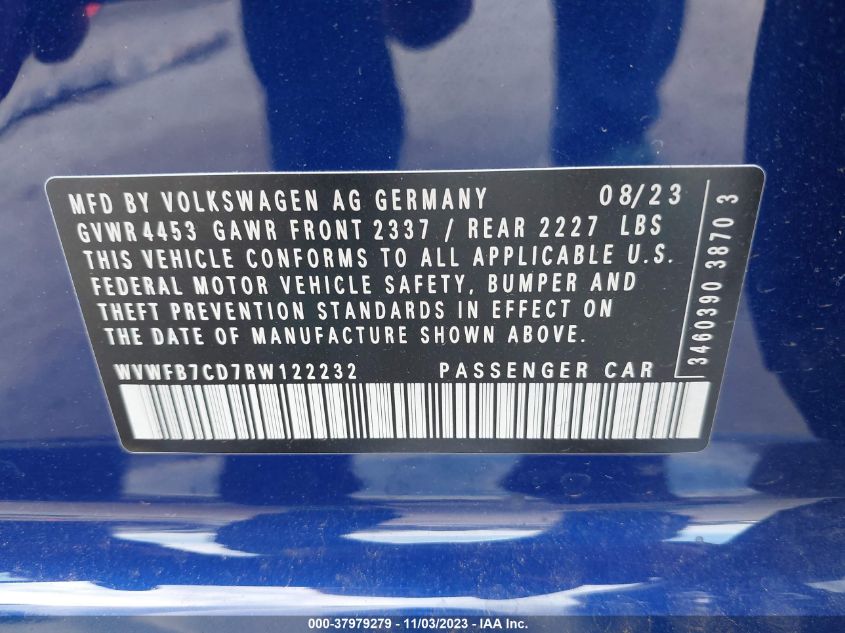 MFD BY VOLKSWAGEN AG GERMANY 08/23
GVWR4453 GAWR FRONT 2337 / REAR 2227 LBS
THIS VEHICLE CONFORMS TO ALL APPLICABLE U.S.
FEDERAL MOTOR VEHICLE SAFETY, BUMPER AND
THEFT PREVENTION STANDARDS IN EFFECT ON
THE DATE OF MANUFACTURE SHOWN ABOVE.
WVWFB7CD7RW122232 PASSENGER CAR
3460390 3870 3
000-37979279 - 11/03/2023 - IAA Inc.